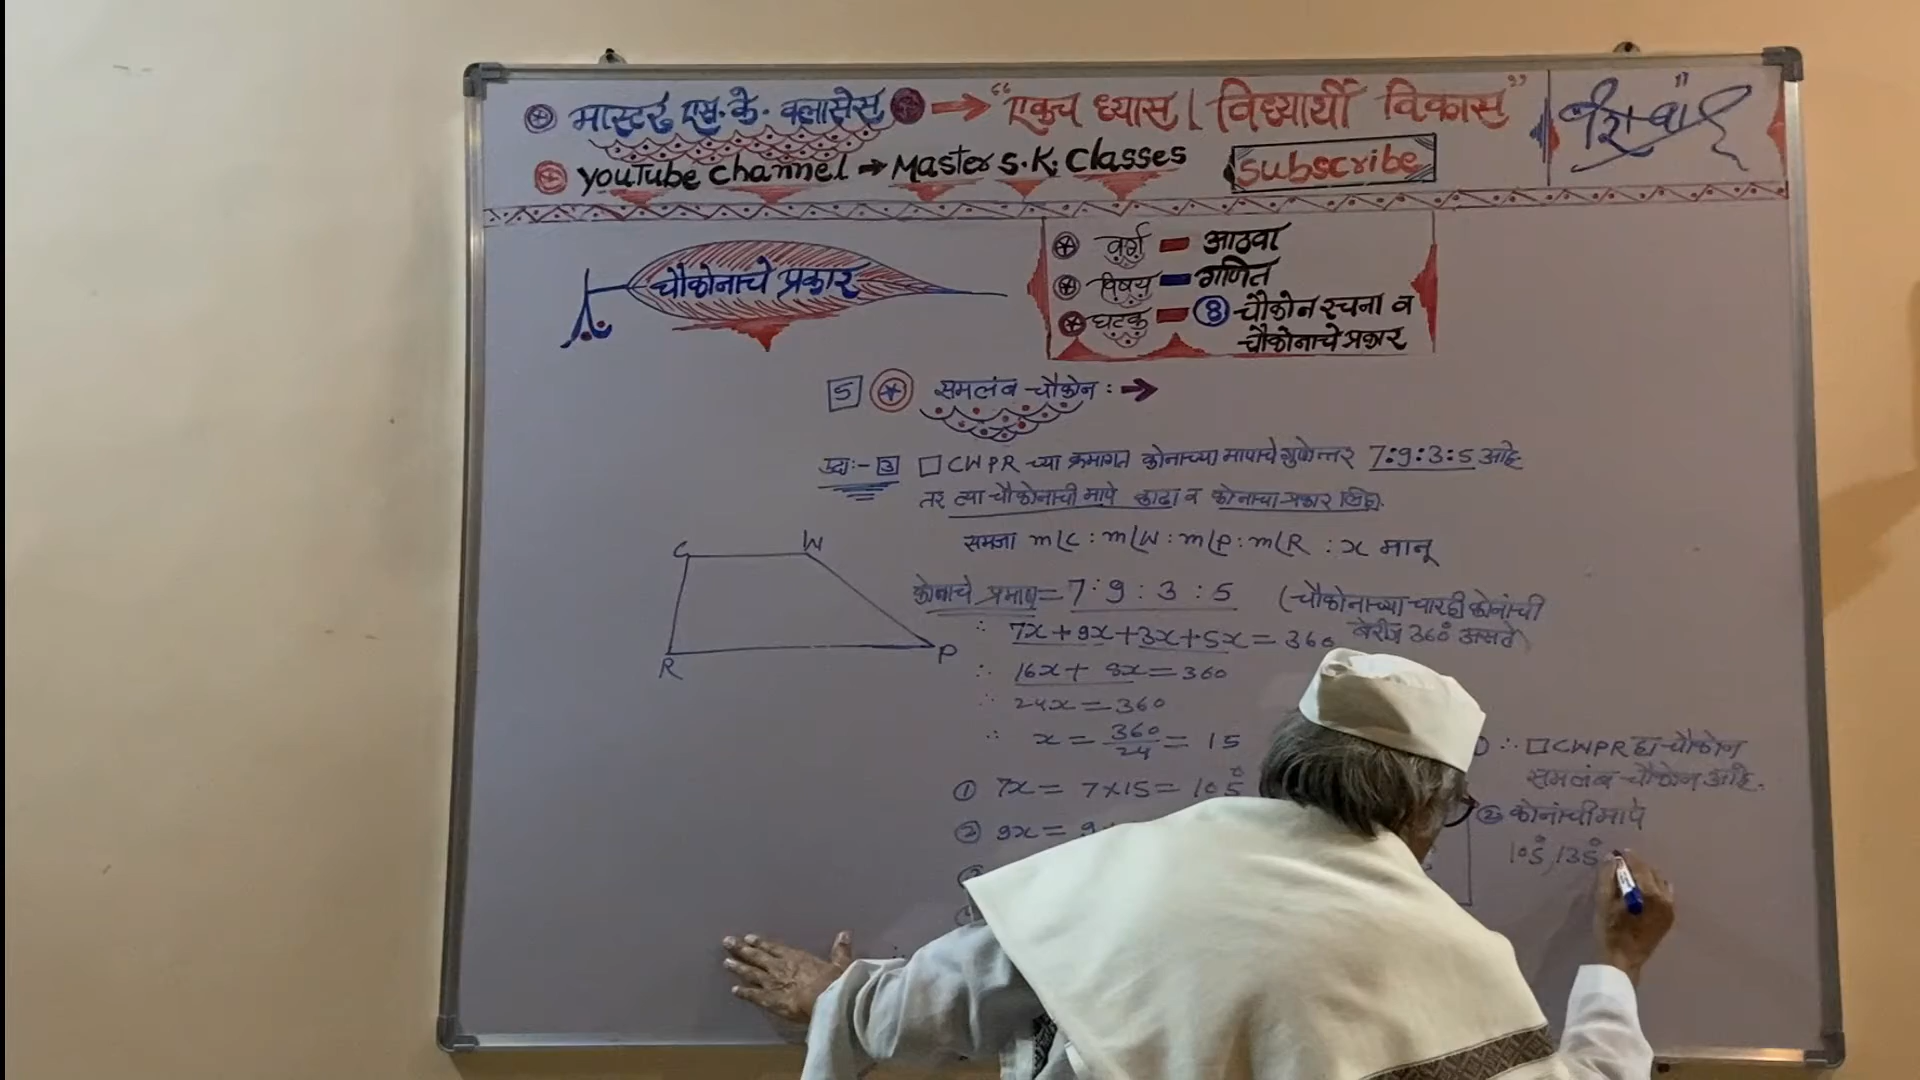 मास्टर एस.के. क्लासेस → "एकच ध्यास। विद्यार्थी विकास"
YouTube channel → Master S.K. Classes Subscribe
चौकोनाचे प्रकार
वर्ग - आठवा
विषय - गणित
घटक - 8 चौकोन रचना व
चौकोनाचे प्रकार
5 समलंब चौकोन : →
उदा:- 3 □CWPR च्या क्रमागत कोनाच्या मापाचे गुणोत्तर 7:9:3:5 आहे
तर त्या चौकोनाची मापे काढा व कोनाचा प्रकार लिहा.
समजा m∠C : m∠W : m∠P : m∠R : x मानू
C W
R P
कोनाचे प्रमाण = 7 : 9 : 3 : 5 (चौकोनाच्या चारही कोनांची
बेरीज 360° असते
∴ 7x + 9x + 3x + 5x = 360
∴ 16x + 8x = 360
∴ 24x = 360
∴ x = 360/24 = 15
① 7x = 7×15 = 105°
② 9x = 9
∴ □CWPR हा चौकोन
समलंब चौकोन आहे.
② कोनांची मापे
105°, 135°